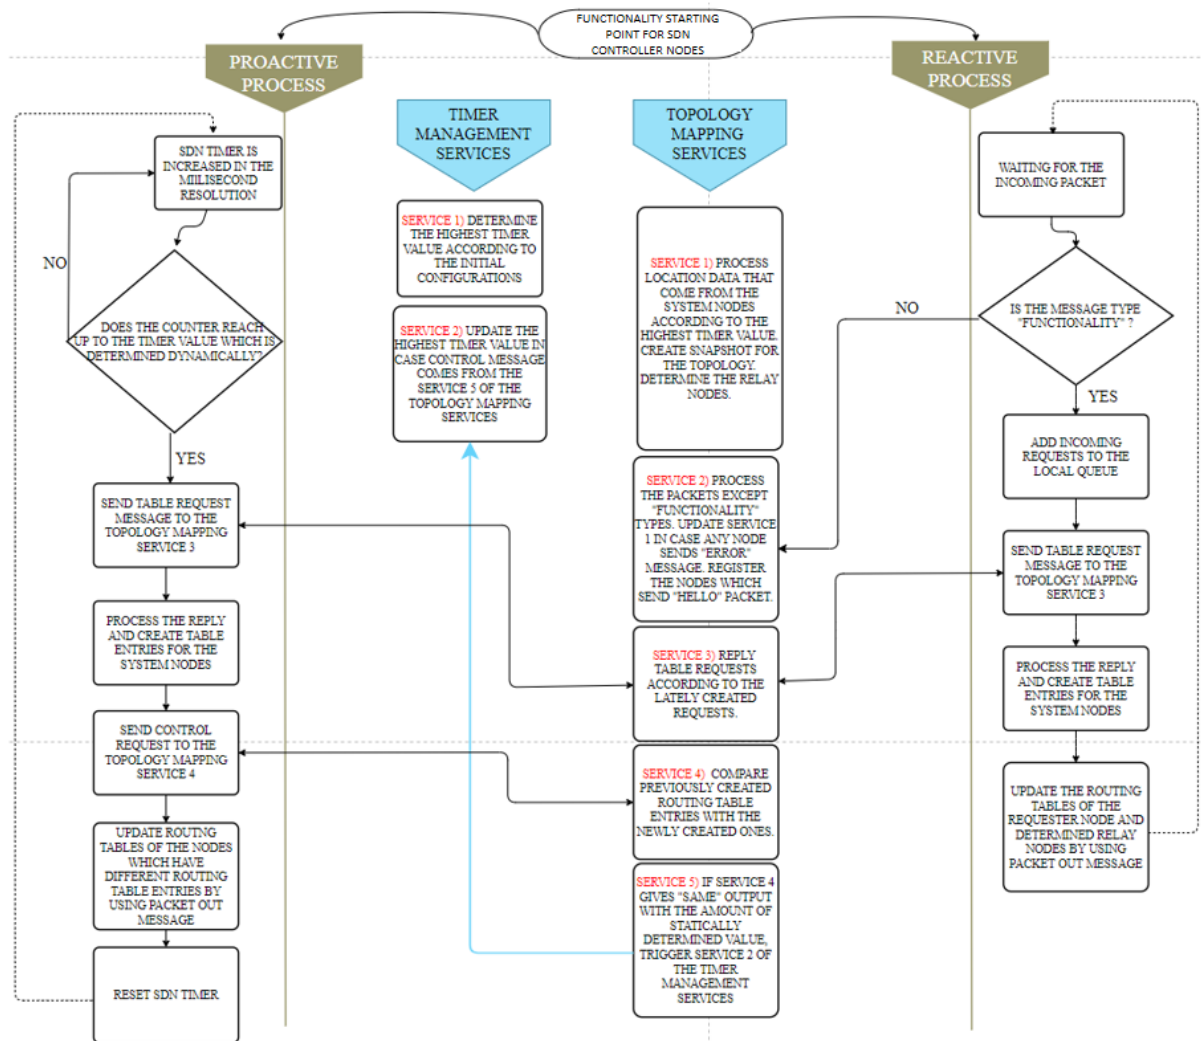 FUNCTIONALITY STARTING
POINT FOR SDN
CONTROLLER NODES
PROACTIVE
PROCESS
REACTIVE
PROCESS
TIMER
MANAGEMENT
SERVICES
TOPOLOGY
MAPPING
SERVICES
SDN TIMER IS
INCREASED IN THE
MIILISECOND
RESOLUTION
NO
DOES THE COUNTER REACH
UP TO THE TIMER VALUE WHICH IS
DETERMINED DYNAMICALLY?
YES
SEND TABLE REQUEST
MESSAGE TO THE
TOPOLOGY MAPPING
SERVICE 3
PROCESS THE REPLY
AND CREATE TABLE
ENTRIES FOR THE
SYSTEM NODES
SEND CONTROL
REQUEST TO THE
TOPOLOGY MAPPING
SERVICE 4
UPDATE ROUTNG
TABLES OF THE NODES
WHICH HAVE
DIFFERENT ROUTING
TABLE ENTRIES BY
USING PACKET OUT
MESSAGE
RESET SDN TIMER
SERVICE 1) DETERMINE
THE HIGHEST TIMER
VALUE ACCORDING TO
THE INITIAL
CONFIGURATIONS
SERVICE 2) UPDATE THE
HIGHEST TIMER VALUE IN
CASE CONTROL MESSAGE
COMES FROM THE
SERVICE 5 OF THE
TOPOLOGY MAPPING
SERVICES
SERVICE 1) PROCESS
LOCATION DATA THAT
COME FROM THE
SYSTEM NODES
ACCORDING TO THE
HIGHEST TIMER VALUE.
CREATE SNAPSHOT FOR
THE TOPOLOGY.
DETERMINE THE RELAY
NODES.
SERVICE 2) PROCESS
THE PACKETS EXCEPT
"FUNCTIONALITY"
TYPES. UPDATE SERVICE
1 IN CASE ANY NODE
SENDS "ERROR"
MESSAGE. REGISTER
THE NODES WHICH
SEND "HELLO" PACKET.
SERVICE 3) REPLY
TABLE REQUESTS
ACCORDING TO THE
LATELY CREATED
REQUESTS.
SERVICE 4) COMPARE
PREVIOUSLY CREATED
ROUTING TABLE
ENTRIES WITH THE
NEWLY CREATED ONES.
SERVICE 5) IF SERVICE 4
GIVES "SAME" OUTPUT
WITH THE AMOUNT OF
STATICALLY
DETERMINED VALUE,
TRIGGER SERVICE 2 OF
THE TIMER
MANAGEMENT
SERVICES
WAITING FOR THE
INCOMING PACKET
NO
IS THE MESSAGE TYPE
"FUNCTIONALITY" ?
YES
ADD INCOMING
REQUESTS TO THE
LOCAL QUEUE
SEND TABLE REQUEST
MESSAGE TO THE
TOPOLOGY MAPPING
SERVICE 3
PROCESS THE REPLY
AND CREATE TABLE
ENTRIES FOR THE
SYSTEM NODES
UPDATE THE ROUTING
TABLES OF THE
REQUESTER NODE AND
DETERMINED RELAY
NODES BY USING
PACKET OUT MESSAGE